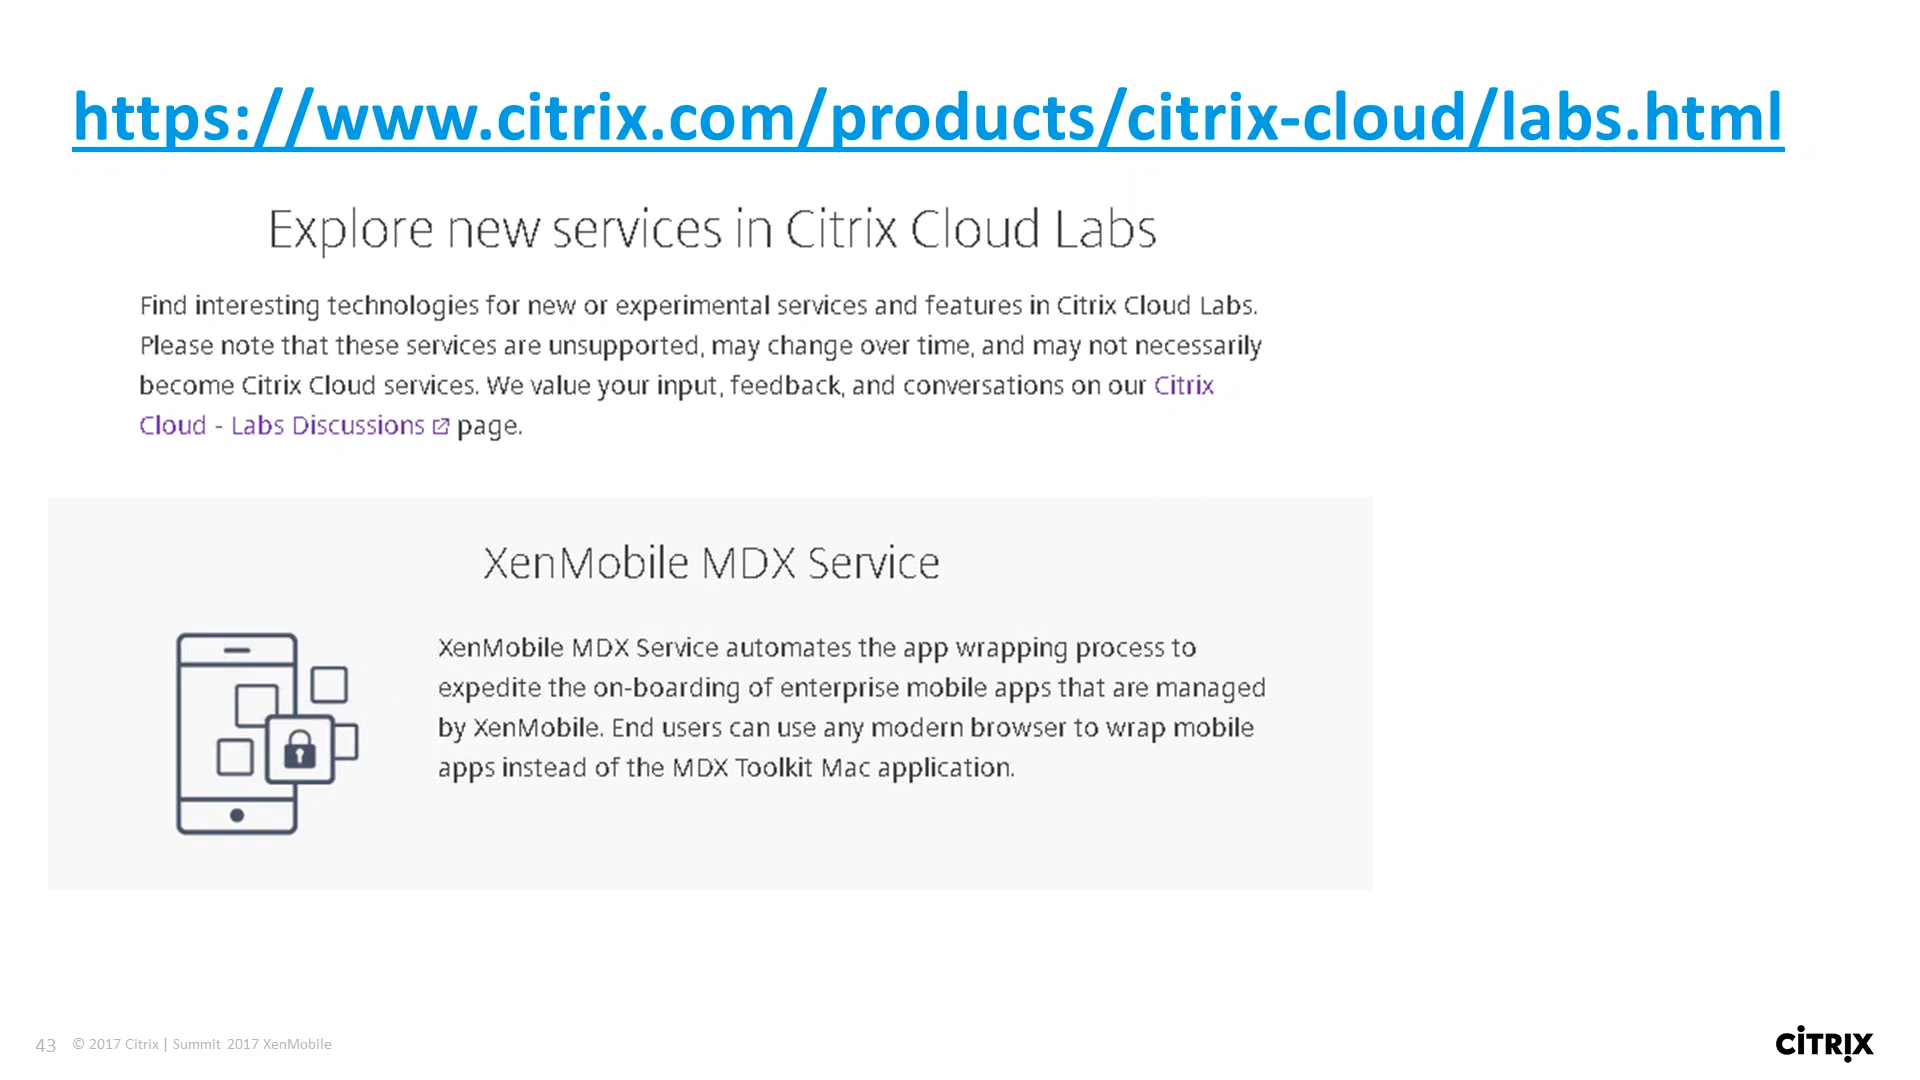 https://www.citrix.com/products/citrix-cloud/labs.html
Explore new services in Citrix Cloud Labs
Find interesting technologies for new or experimental services and features in Citrix Cloud Labs.
Please note that these services are unsupported, may change over time, and may not necessarily
become Citrix Cloud services. We value your input, feedback, and conversations on our Citrix
Cloud - Labs Discussions page.
XenMobile MDX Service
XenMobile MDX Service automates the app wrapping process to
expedite the on-boarding of enterprise mobile apps that are managed
by XenMobile. End users can use any modern browser to wrap mobile
apps instead of the MDX Toolkit Mac application.
43 © 2017 Citrix | Summit 2017 XenMobile
CITRIX